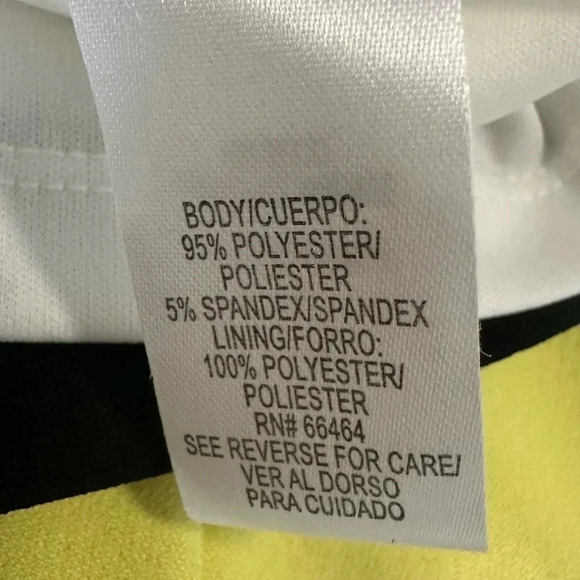 BODY/CUERPO:
95% POLYESTER/
POLIESTER
5% SPANDEX/SPANDEX
LINING/FORRO:
100% POLYESTER/
POLIESTER
RN# 66464
SEE REVERSE FOR CARE/
VER AL DORSO
PARA CUIDADO